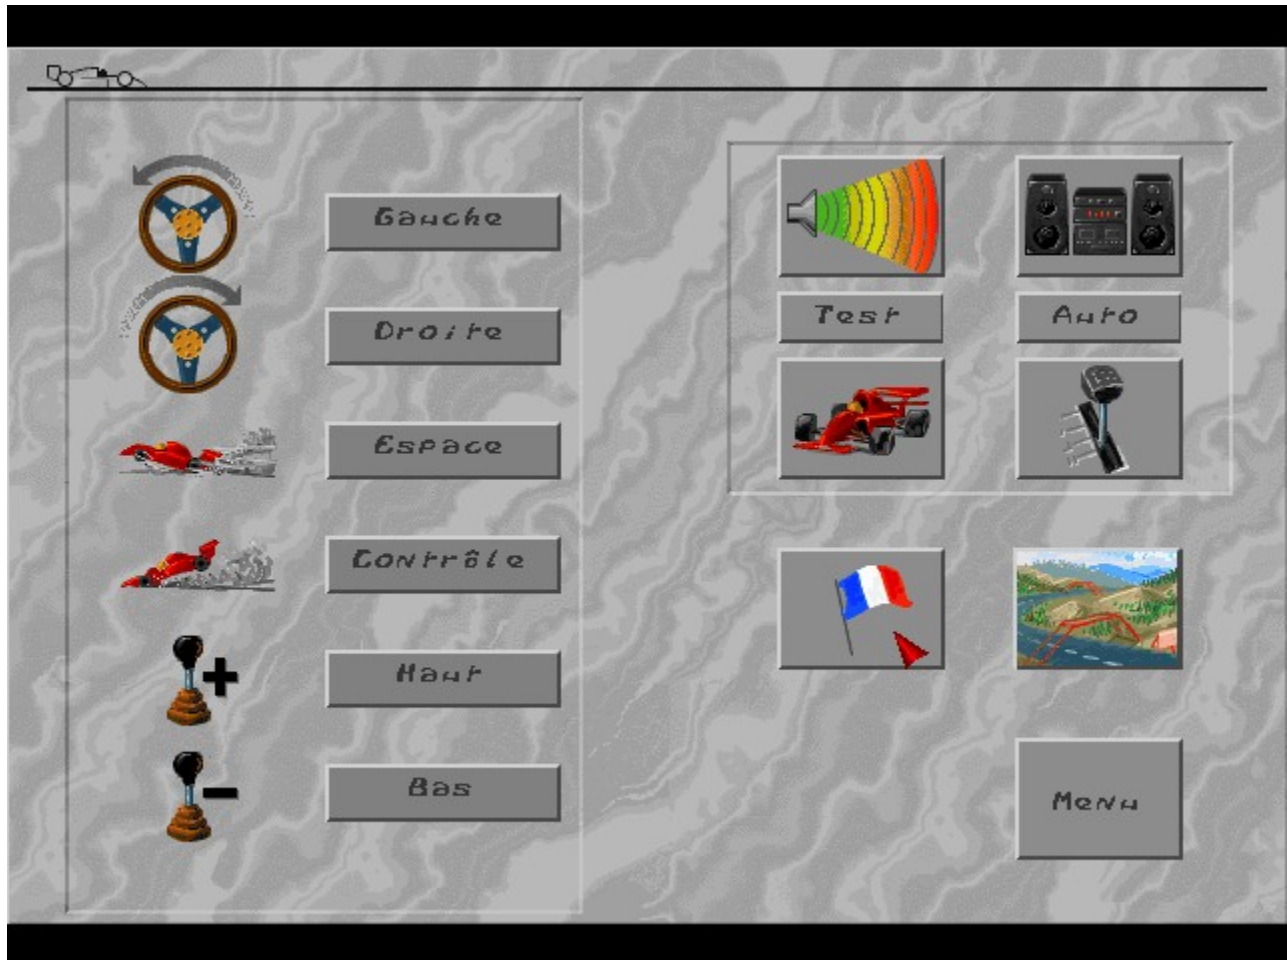 Gauche
Droite
Espace
Contrôle
Haut
Bas
Test
Auto
Menu